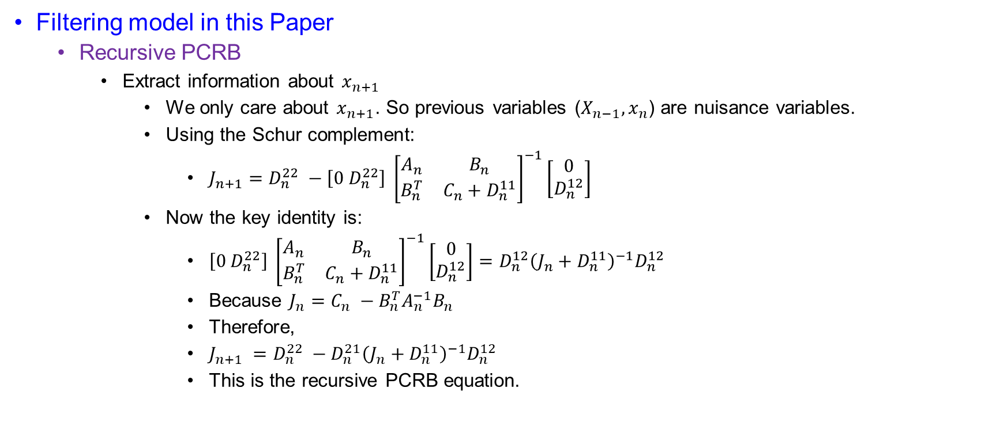 • Filtering model in this Paper
• Recursive PCRB
• Extract information about $x_{n+1}$
• We only care about $x_{n+1}$. So previous variables ($X_{n-1}, x_n$) are nuisance variables.
• Using the Schur complement:
• $J_{n+1} = D_n^{22} - [0 \; D_n^{22}] \begin{bmatrix} A_n & B_n \\ B_n^T & C_n + D_n^{11} \end{bmatrix}^{-1} \begin{bmatrix} 0 \\ D_n^{12} \end{bmatrix}$
• Now the key identity is:
• $[0 \; D_n^{22}] \begin{bmatrix} A_n & B_n \\ B_n^T & C_n + D_n^{11} \end{bmatrix}^{-1} \begin{bmatrix} 0 \\ D_n^{12} \end{bmatrix} = D_n^{12} (J_n + D_n^{11})^{-1} D_n^{12}$
• Because $J_n = C_n - B_n^T A_n^{-1} B_n$
• Therefore,
• $J_{n+1} = D_n^{22} - D_n^{21} (J_n + D_n^{11})^{-1} D_n^{12}$
• This is the recursive PCRB equation.